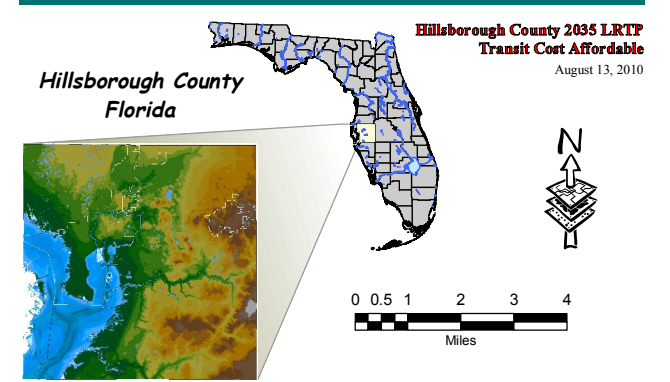 Hillsborough County 2035 LRTP
Transit Cost Affordable
August 13, 2010
Hillsborough County
Florida
N
0 0.5 1 2 3 4
Miles